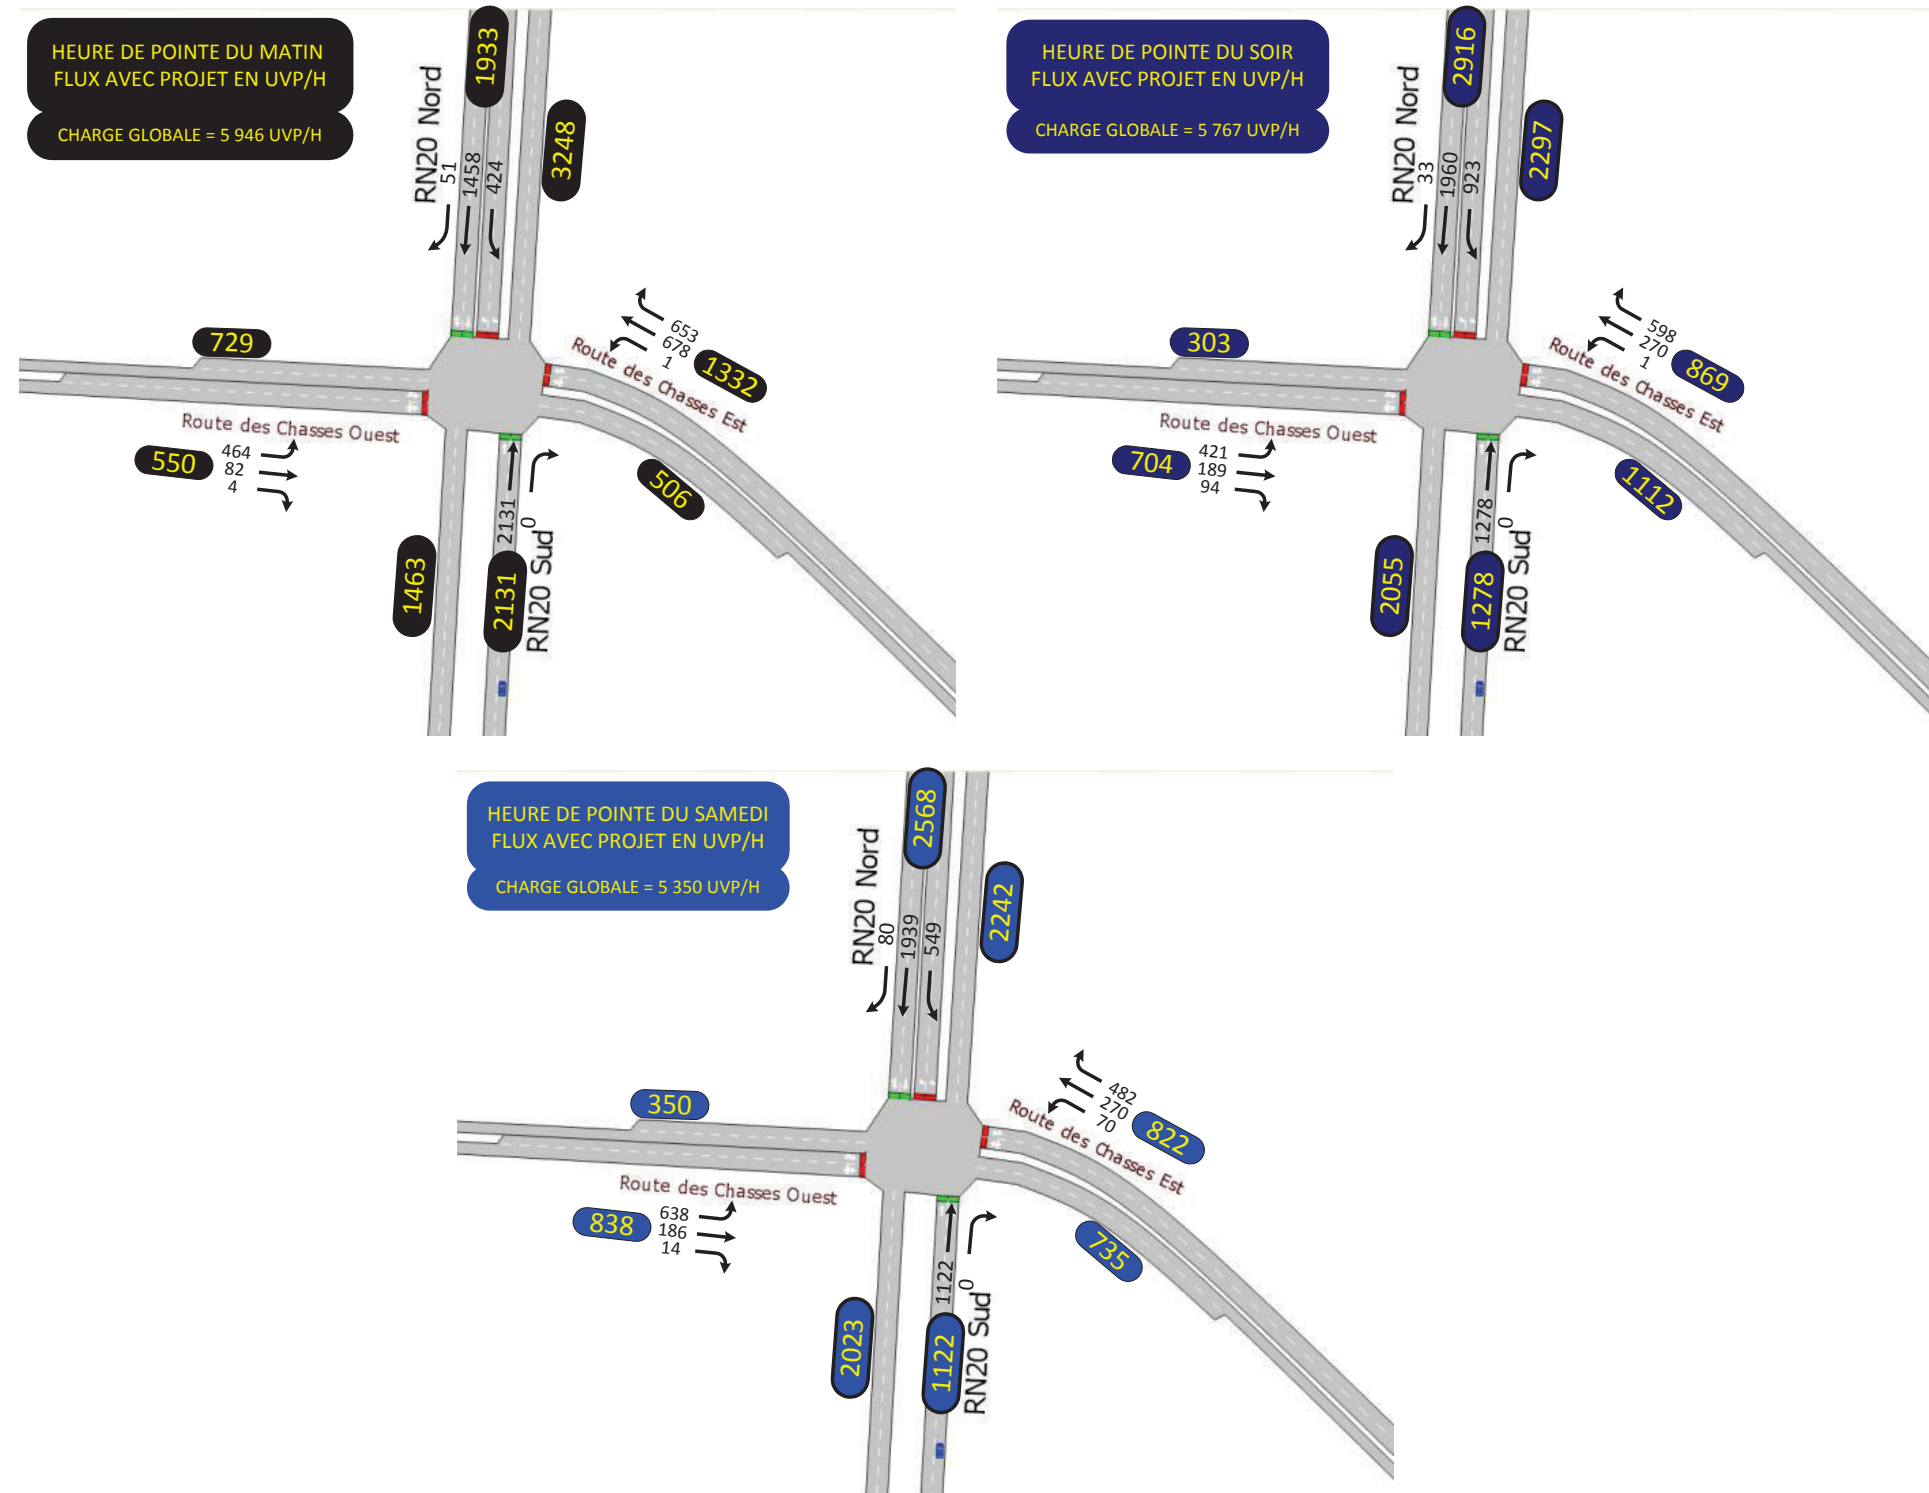 HEURE DE POINTE DU MATIN
FLUX AVEC PROJET EN UVP/H
CHARGE GLOBALE = 5 946 UVP/H
RN20 Nord
1933
51
1458
424
3248
653
678
1
1332
Route des Chasses Est
729
Route des Chasses Ouest
550
464
82
4
506
1463
2131
2131
0
RN20 Sud
HEURE DE POINTE DU SOIR
FLUX AVEC PROJET EN UVP/H
CHARGE GLOBALE = 5 767 UVP/H
RN20 Nord
2916
33
1960
923
2297
598
270
1
869
Route des Chasses Est
303
Route des Chasses Ouest
704
421
189
94
1112
2055
1278
1278
0
RN20 Sud
HEURE DE POINTE DU SAMEDI
FLUX AVEC PROJET EN UVP/H
CHARGE GLOBALE = 5 350 UVP/H
RN20 Nord
2568
80
1939
549
2242
482
270
70
822
Route des Chasses Est
350
Route des Chasses Ouest
838
638
186
14
735
2023
1122
1122
0
RN20 Sud